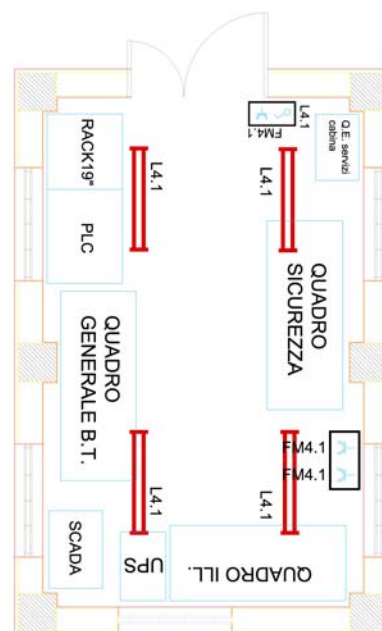 L4.1
FM4.1
Q.E. servizi
cabina
RACK19"
L4.1
L4.1
PLC
QUADRO
SICUREZZA
QUADRO
GENERALE B.T.
FM4.1
FM4.1
L4.1
L4.1
SCADA
UPS
QUADRO ILL.